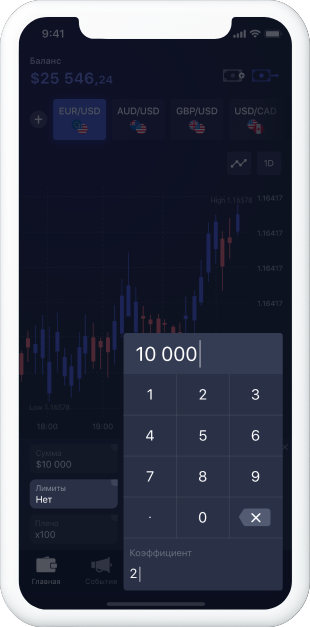 9:41
Баланс
$25 546,24
+ EUR/USD AUD/USD GBP/USD USD/CAD
1D
High 1.16578 1.16417
1.16417
1.16417
1.16417
Low 1.16578
18:00 19:00
10 000
1 2 3
4 5 6
7 8 9
. 0
Сумма
$10 000
Лимиты
Нет
Плечо
x100
Коэффициент
2
Главная События